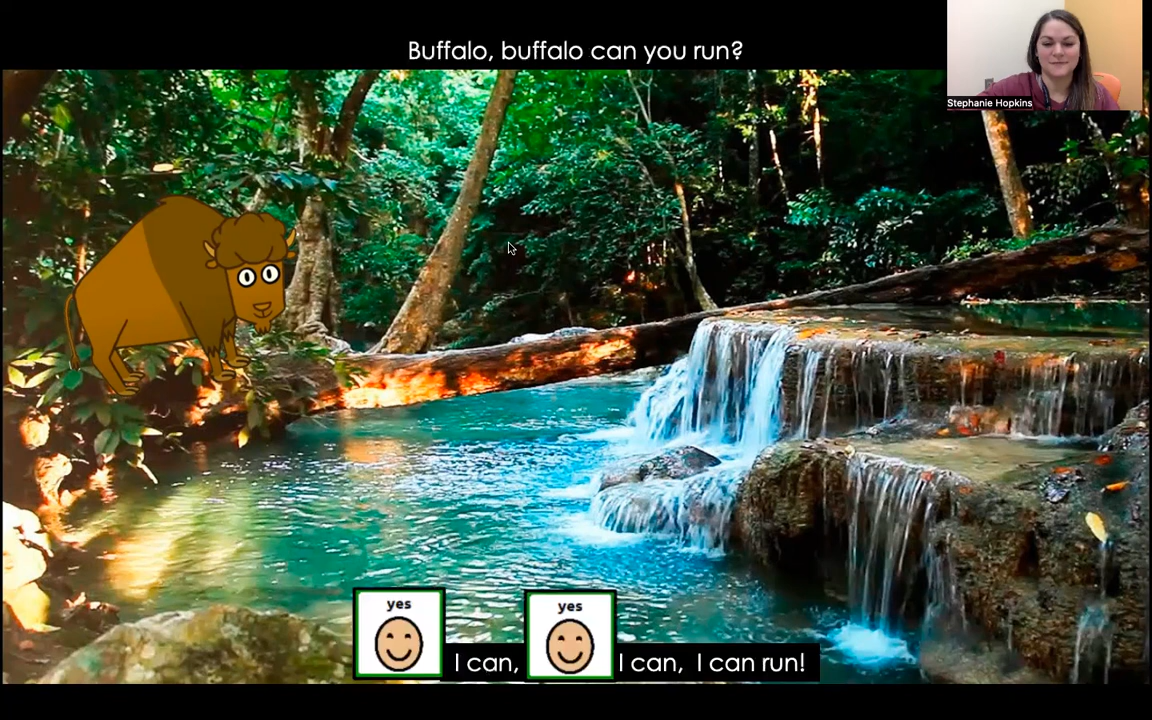 Buffalo, buffalo can you run?
Stephanie Hopkins
yes yes
I can, I can, I can run!